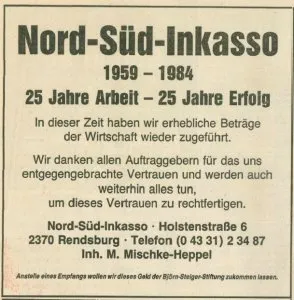 Nord-Süd-Inkasso
1959 – 1984
25 Jahre Arbeit – 25 Jahre Erfolg
In dieser Zeit haben wir erhebliche Beträge
der Wirtschaft wieder zugeführt.
Wir danken allen Auftraggebern für das uns
entgegengebrachte Vertrauen und werden auch
weiterhin alles tun,
um dieses Vertrauen zu rechtfertigen.
Nord-Süd-Inkasso · Holstenstraße 6
2370 Rendsburg · Telefon (0 43 31) 2 34 87
Inh. M. Mischke-Heppel
Anstelle eines Empfangs wollen wir dieses Geld der Björn-Steiger-Stiftung zukommen lassen.